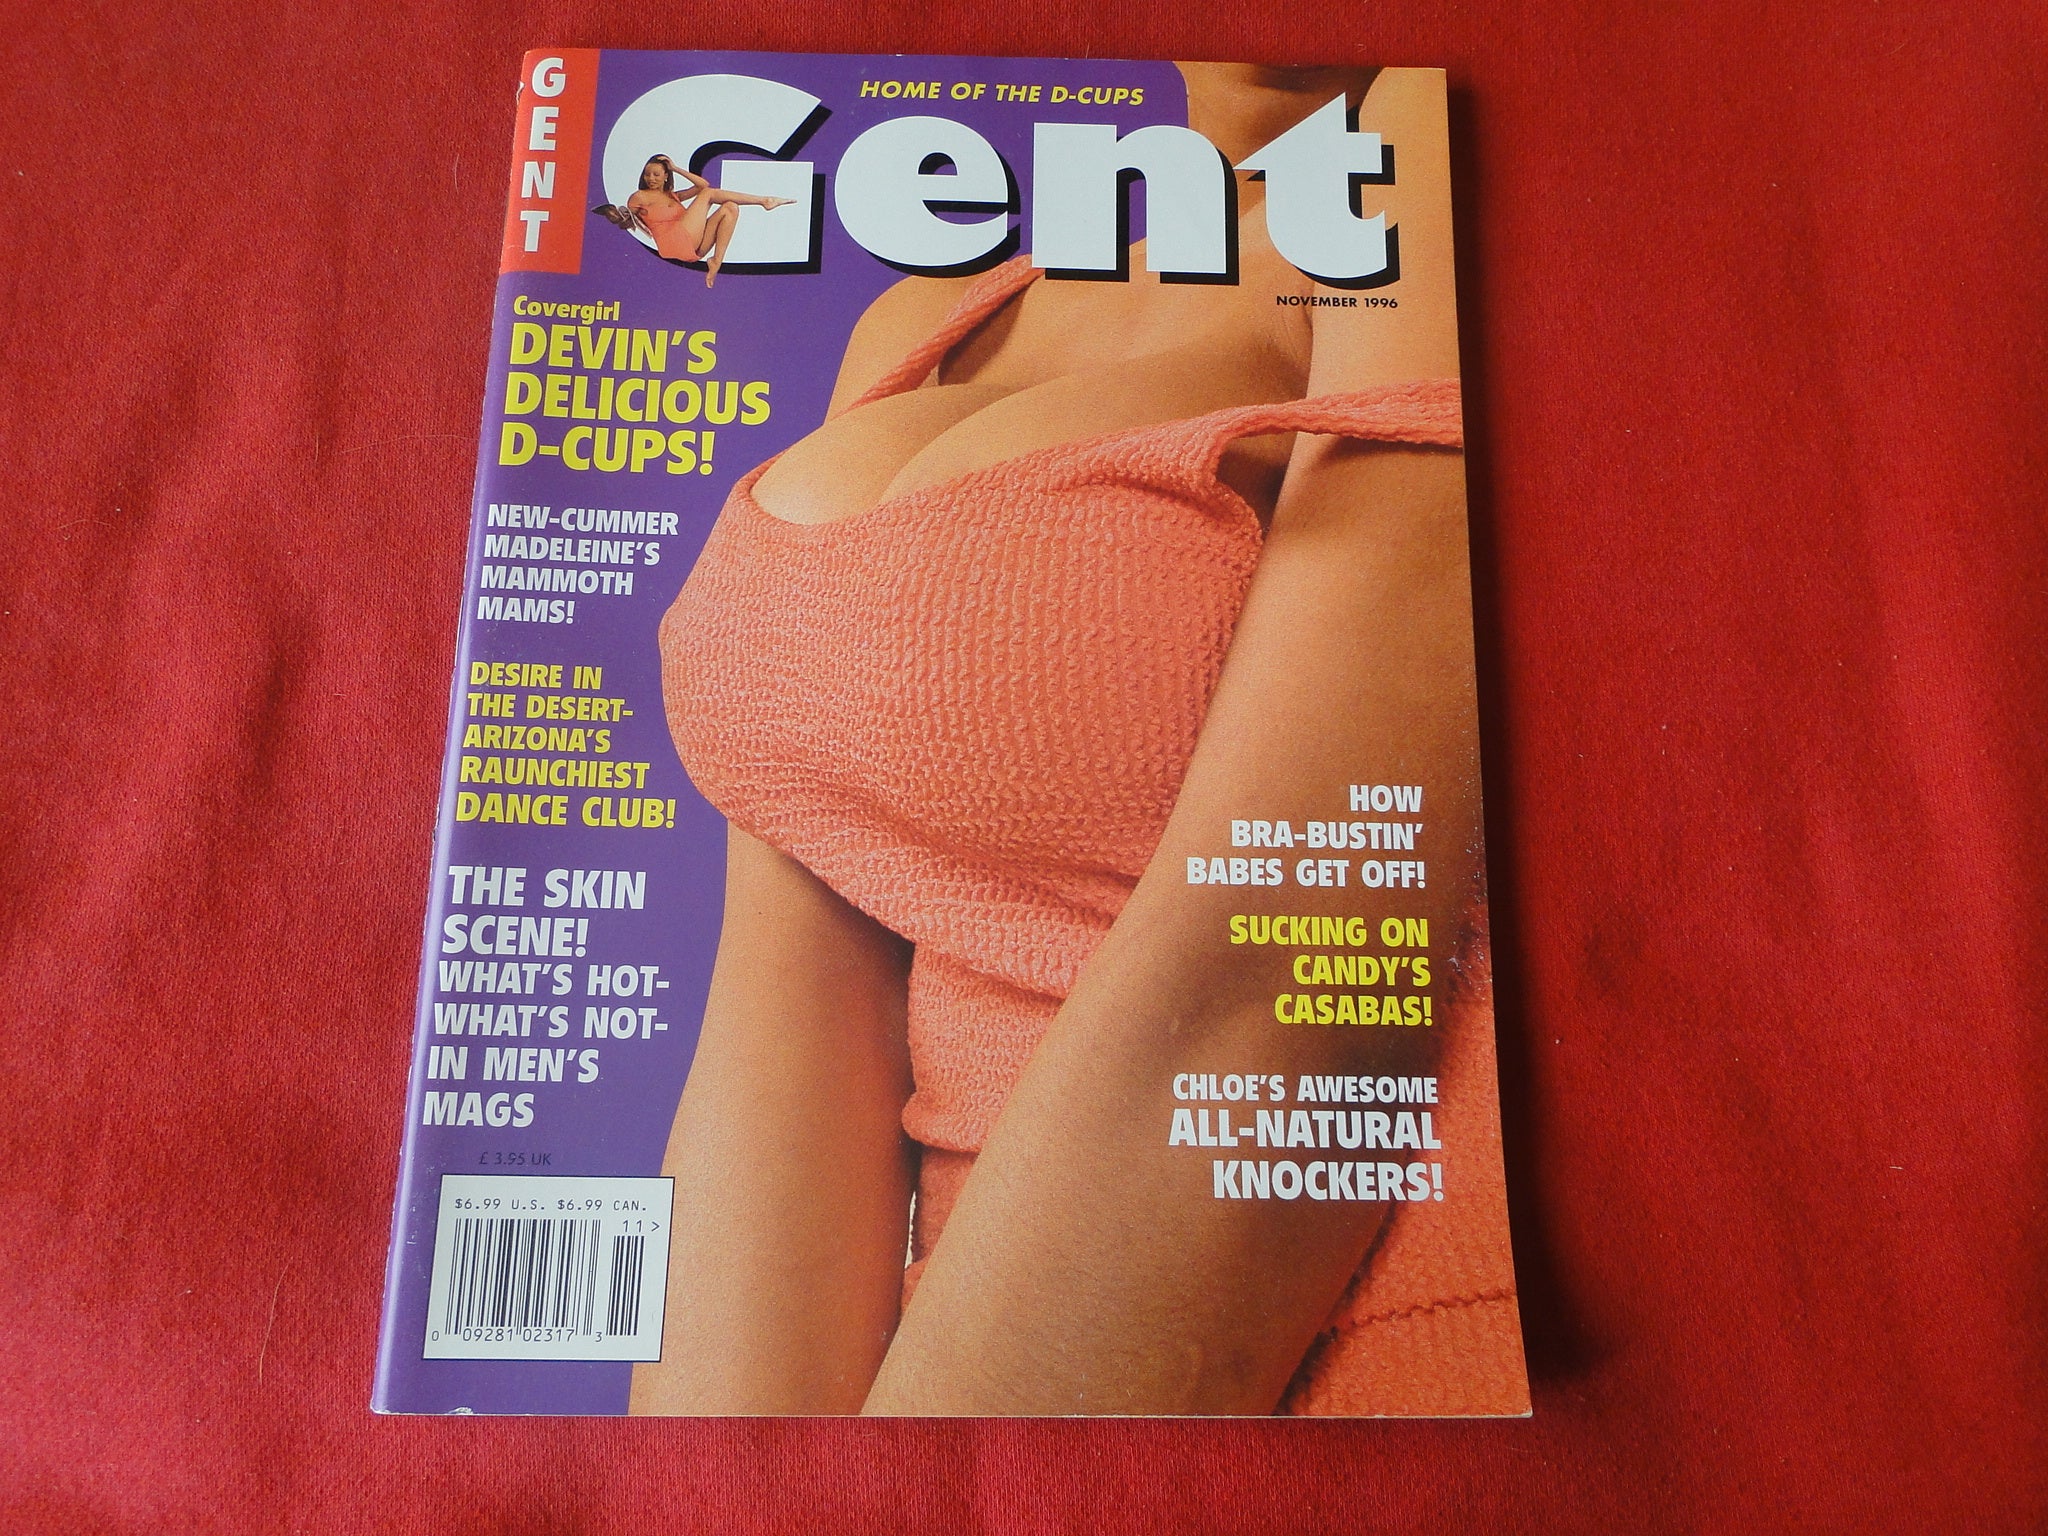 GENT
HOME OF THE D-CUPS
Gent
NOVEMBER 1996
Covergirl
DEVIN'S
DELICIOUS
D-CUPS!
NEW-CUMMER
MADELEINE'S
MAMMOTH
MAMS!
DESIRE IN
THE DESERT-
ARIZONA'S
RAUNCHIEST
DANCE CLUB!
THE SKIN
SCENE!
WHAT'S HOT-
WHAT'S NOT-
IN MEN'S
MAGS
£ 3.95 UK
$6.99 U.S. $6.99 CAN.
11>
0 09281 02317 3
HOW
BRA-BUSTIN'
BABES GET OFF!
SUCKING ON
CANDY'S
CASABAS!
CHLOE'S AWESOME
ALL-NATURAL
KNOCKERS!